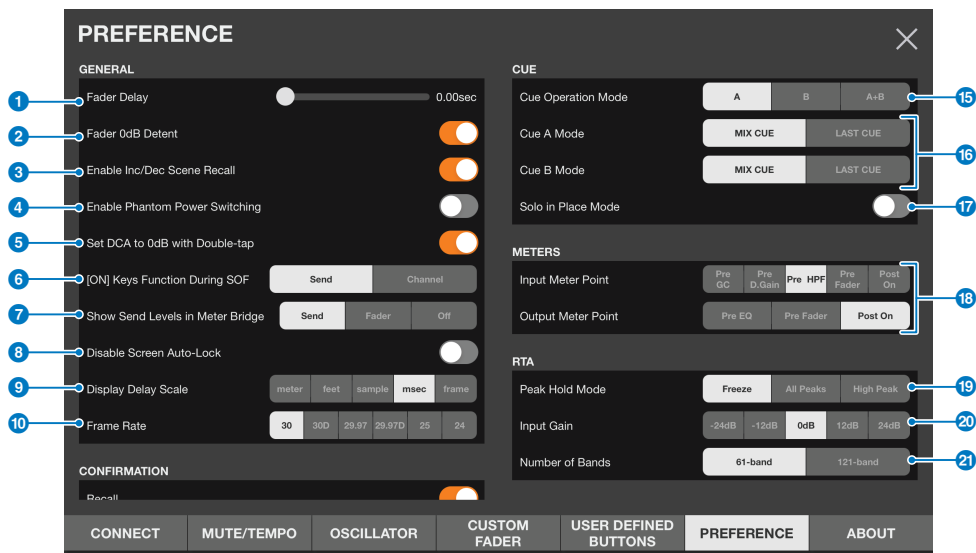 PREFERENCE
GENERAL
1 Fader Delay 0.00sec
2 Fader 0dB Detent
3 Enable Inc/Dec Scene Recall
4 Enable Phantom Power Switching
5 Set DCA to 0dB with Double-tap
6 [ON] Keys Function During SOF Send Channel
7 Show Send Levels in Meter Bridge Send Fader Off
8 Disable Screen Auto-Lock
9 Display Delay Scale meter feet sample msec frame
10 Frame Rate 30 30D 29.97 29.97D 25 24
CONFIRMATION
Recall
CUE
Cue Operation Mode A B A+B 15
Cue A Mode MIX CUE LAST CUE
16
Cue B Mode MIX CUE LAST CUE
Solo in Place Mode 17
METERS
Input Meter Point Pre GC Pre D.Gain Pre HPF Pre Fader Post On
18
Output Meter Point Pre EQ Pre Fader Post On
RTA
Peak Hold Mode Freeze All Peaks High Peak 19
Input Gain -24dB -12dB 0dB 12dB 24dB 20
Number of Bands 61-band 121-band 21
CONNECT MUTE/TEMPO OSCILLATOR CUSTOM FADER USER DEFINED BUTTONS PREFERENCE ABOUT